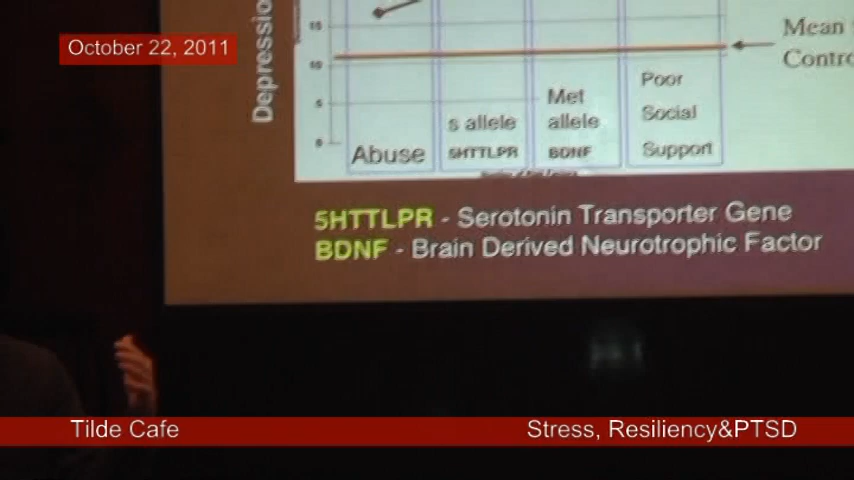 October 22, 2011
Depressio
Mean
Contro
15
10
5
0
Abuse
s allele
5HTTLPR
Met
allele
BDNF
Poor
Social
Support
5HTTLPR - Serotonin Transporter Gene
BDNF - Brain Derived Neurotrophic Factor
Tilde Cafe
Stress, Resiliency&PTSD